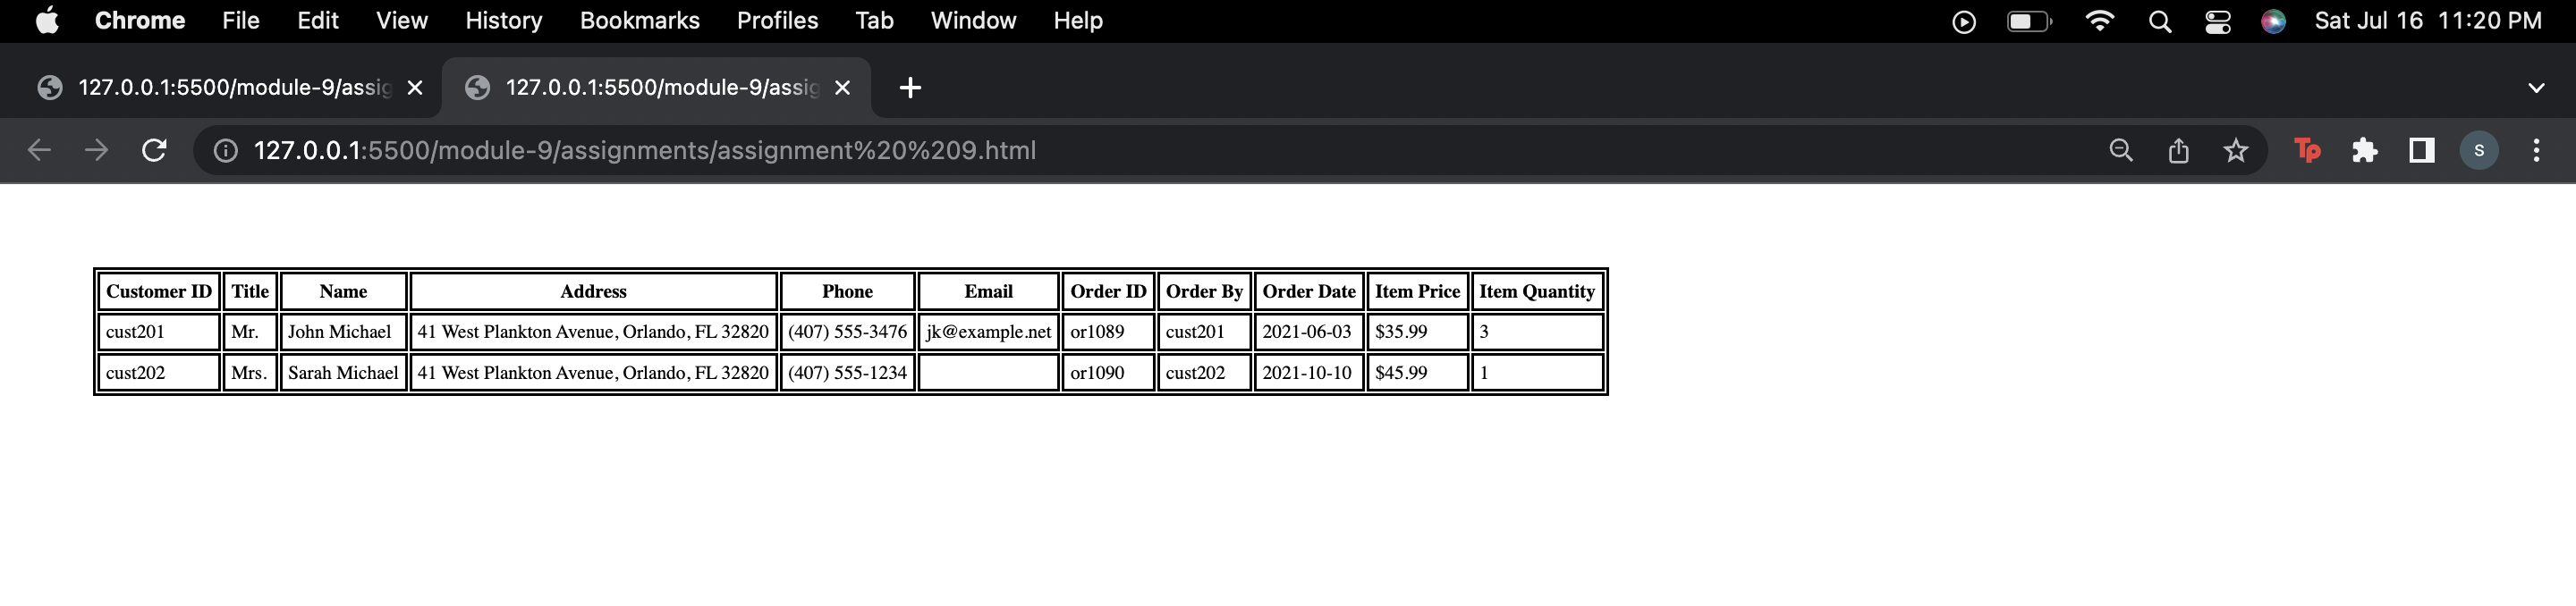 Chrome File Edit View History Bookmarks Profiles Tab Window Help Sat Jul 16 11:20 PM
127.0.0.1:5500/module-9/assig 127.0.0.1:5500/module-9/assig
127.0.0.1:5500/module-9/assignments/assignment%20%209.html Tp S
Customer ID Title Name Address Phone Email Order ID Order By Order Date Item Price Item Quantity
cust201 Mr. John Michael 41 West Plankton Avenue, Orlando, FL 32820 (407) 555-3476 jk@example.net or1089 cust201 2021-06-03 $35.99 3
cust202 Mrs. Sarah Michael 41 West Plankton Avenue, Orlando, FL 32820 (407) 555-1234 or1090 cust202 2021-10-10 $45.99 1